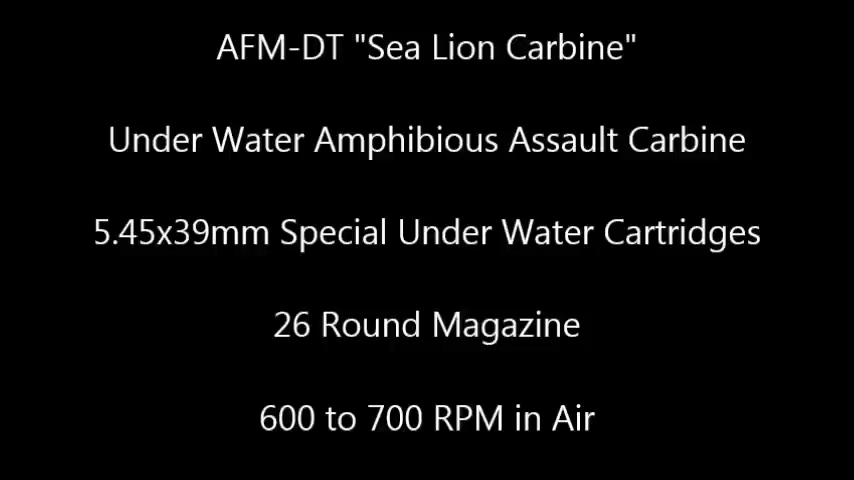 AFM-DT "Sea Lion Carbine"
Under Water Amphibious Assault Carbine
5.45x39mm Special Under Water Cartridges
26 Round Magazine
600 to 700 RPM in Air